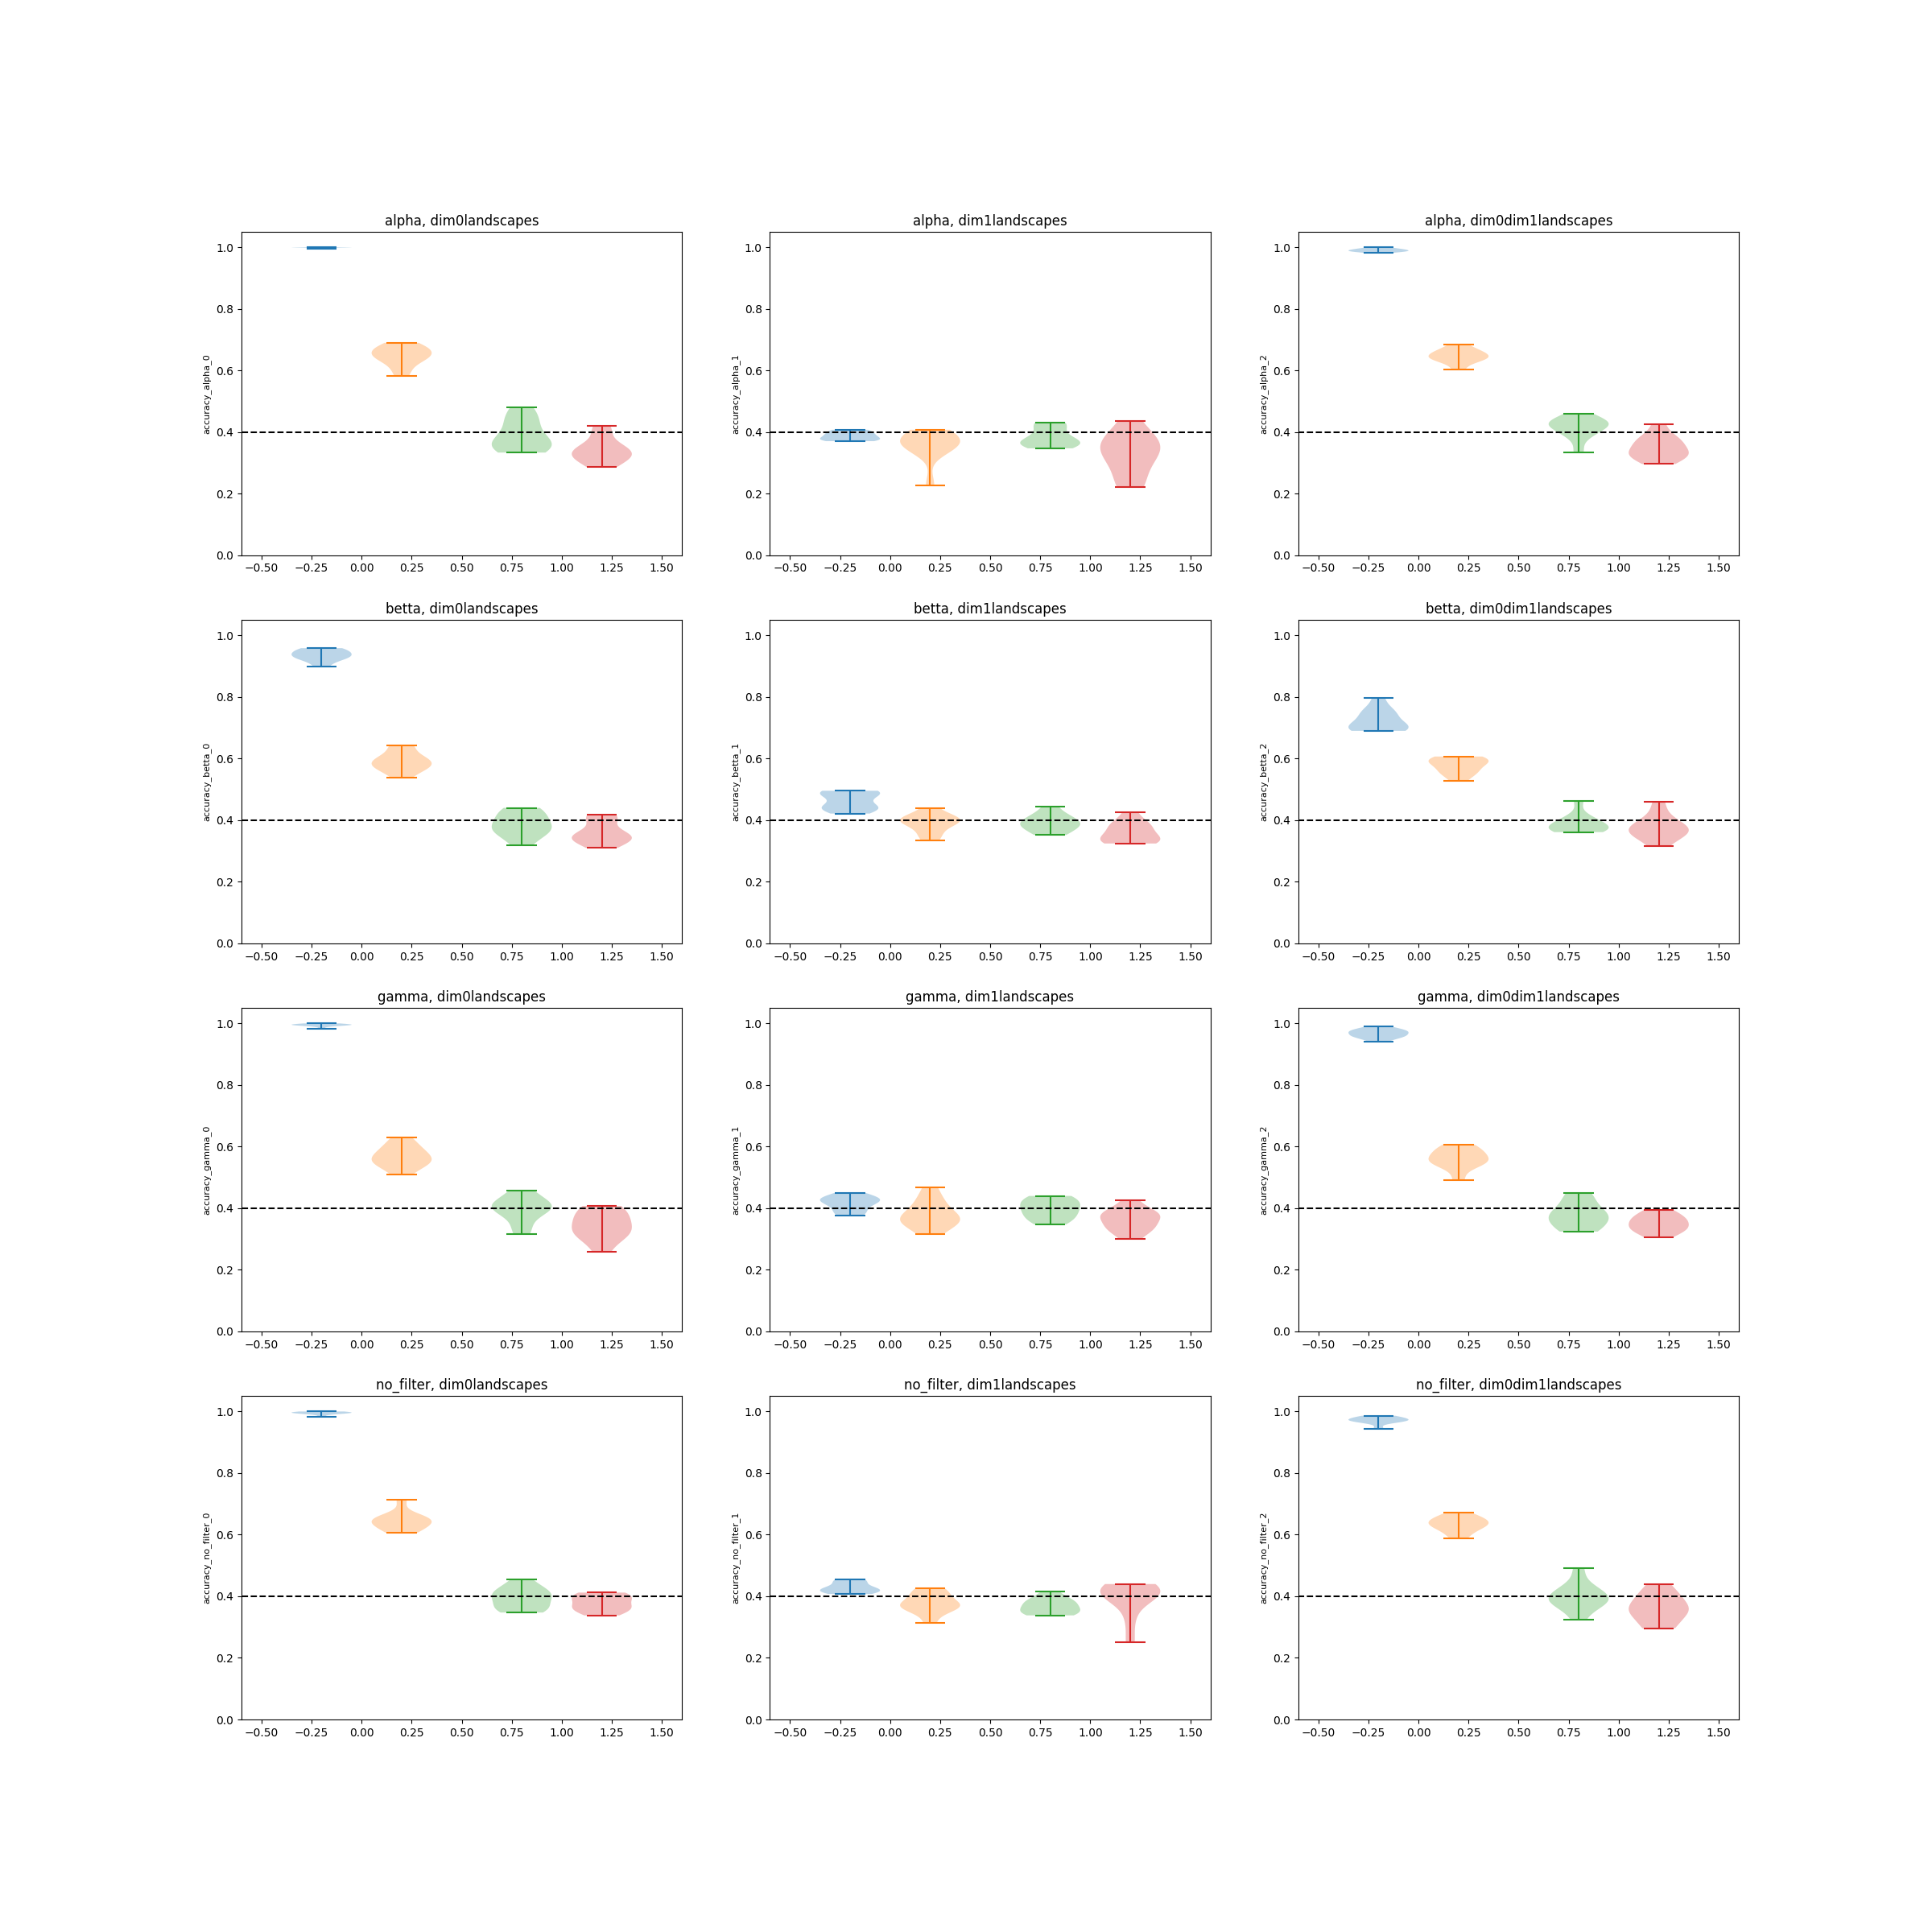 alpha, dim0landscapes
accuracy_alpha_0
1.0
0.8
0.6
0.4
0.2
0.0
−0.50 −0.25 0.00 0.25 0.50 0.75 1.00 1.25 1.50
alpha, dim1landscapes
accuracy_alpha_1
1.0
0.8
0.6
0.4
0.2
0.0
−0.50 −0.25 0.00 0.25 0.50 0.75 1.00 1.25 1.50
alpha, dim0dim1landscapes
accuracy_alpha_2
1.0
0.8
0.6
0.4
0.2
0.0
−0.50 −0.25 0.00 0.25 0.50 0.75 1.00 1.25 1.50
betta, dim0landscapes
accuracy_betta_0
1.0
0.8
0.6
0.4
0.2
0.0
−0.50 −0.25 0.00 0.25 0.50 0.75 1.00 1.25 1.50
betta, dim1landscapes
accuracy_betta_1
1.0
0.8
0.6
0.4
0.2
0.0
−0.50 −0.25 0.00 0.25 0.50 0.75 1.00 1.25 1.50
betta, dim0dim1landscapes
accuracy_betta_2
1.0
0.8
0.6
0.4
0.2
0.0
−0.50 −0.25 0.00 0.25 0.50 0.75 1.00 1.25 1.50
gamma, dim0landscapes
accuracy_gamma_0
1.0
0.8
0.6
0.4
0.2
0.0
−0.50 −0.25 0.00 0.25 0.50 0.75 1.00 1.25 1.50
gamma, dim1landscapes
accuracy_gamma_1
1.0
0.8
0.6
0.4
0.2
0.0
−0.50 −0.25 0.00 0.25 0.50 0.75 1.00 1.25 1.50
gamma, dim0dim1landscapes
accuracy_gamma_2
1.0
0.8
0.6
0.4
0.2
0.0
−0.50 −0.25 0.00 0.25 0.50 0.75 1.00 1.25 1.50
no_filter, dim0landscapes
accuracy_no_filter_0
1.0
0.8
0.6
0.4
0.2
0.0
−0.50 −0.25 0.00 0.25 0.50 0.75 1.00 1.25 1.50
no_filter, dim1landscapes
accuracy_no_filter_1
1.0
0.8
0.6
0.4
0.2
0.0
−0.50 −0.25 0.00 0.25 0.50 0.75 1.00 1.25 1.50
no_filter, dim0dim1landscapes
accuracy_no_filter_2
1.0
0.8
0.6
0.4
0.2
0.0
−0.50 −0.25 0.00 0.25 0.50 0.75 1.00 1.25 1.50